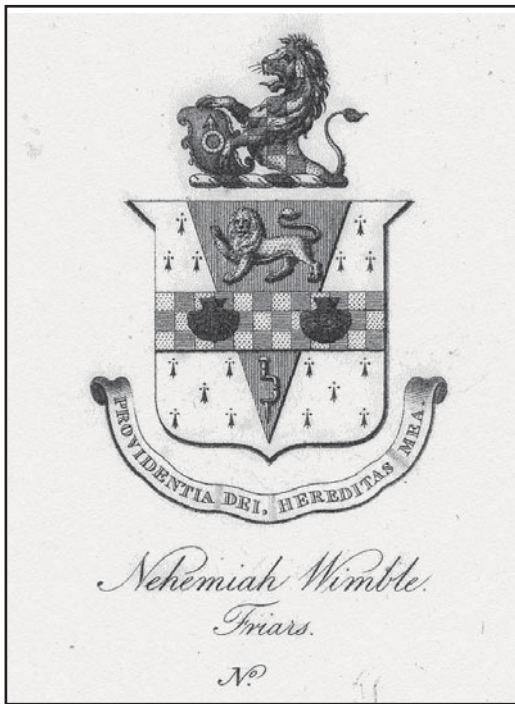 PROVIDENTIA DEI, HEREDITAS MEA.
Nehemiah Wimble.
Friars.
Nº